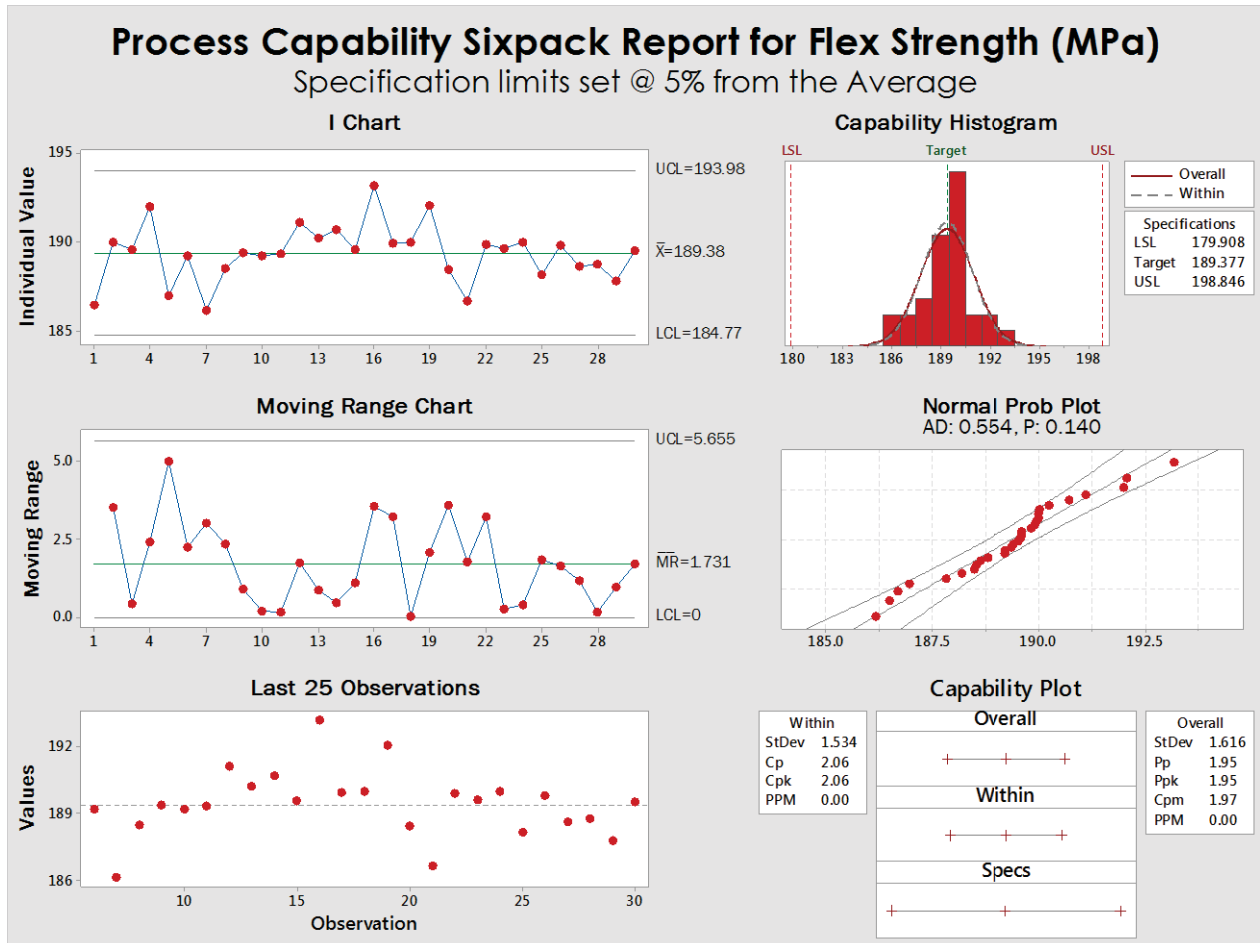 Process Capability Sixpack Report for Flex Strength (MPa)
Specification limits set @ 5% from the Average
I Chart
Individual Value
195
190
185
UCL=193.98
X̅=189.38
LCL=184.77
1 4 7 10 13 16 19 22 25 28
Capability Histogram
LSL Target USL
180 183 186 189 192 195 198
Overall
Within
Specifications
LSL 179.908
Target 189.377
USL 198.846
Moving Range Chart
Moving Range
5.0
2.5
0.0
UCL=5.655
M̅R̅=1.731
LCL=0
1 4 7 10 13 16 19 22 25 28
Normal Prob Plot
AD: 0.554, P: 0.140
185.0 187.5 190.0 192.5
Last 25 Observations
Values
192
189
186
10 15 20 25 30
Observation
Capability Plot
Within
StDev 1.534
Cp 2.06
Cpk 2.06
PPM 0.00
Overall
Within
Specs
Overall
StDev 1.616
Pp 1.95
Ppk 1.95
Cpm 1.97
PPM 0.00